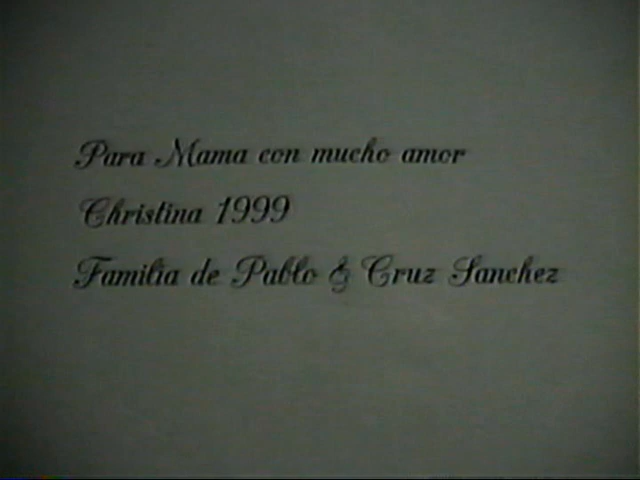 Para Mama con mucho amor
Christina 1999
Familia de Pablo & Cruz Sanchez